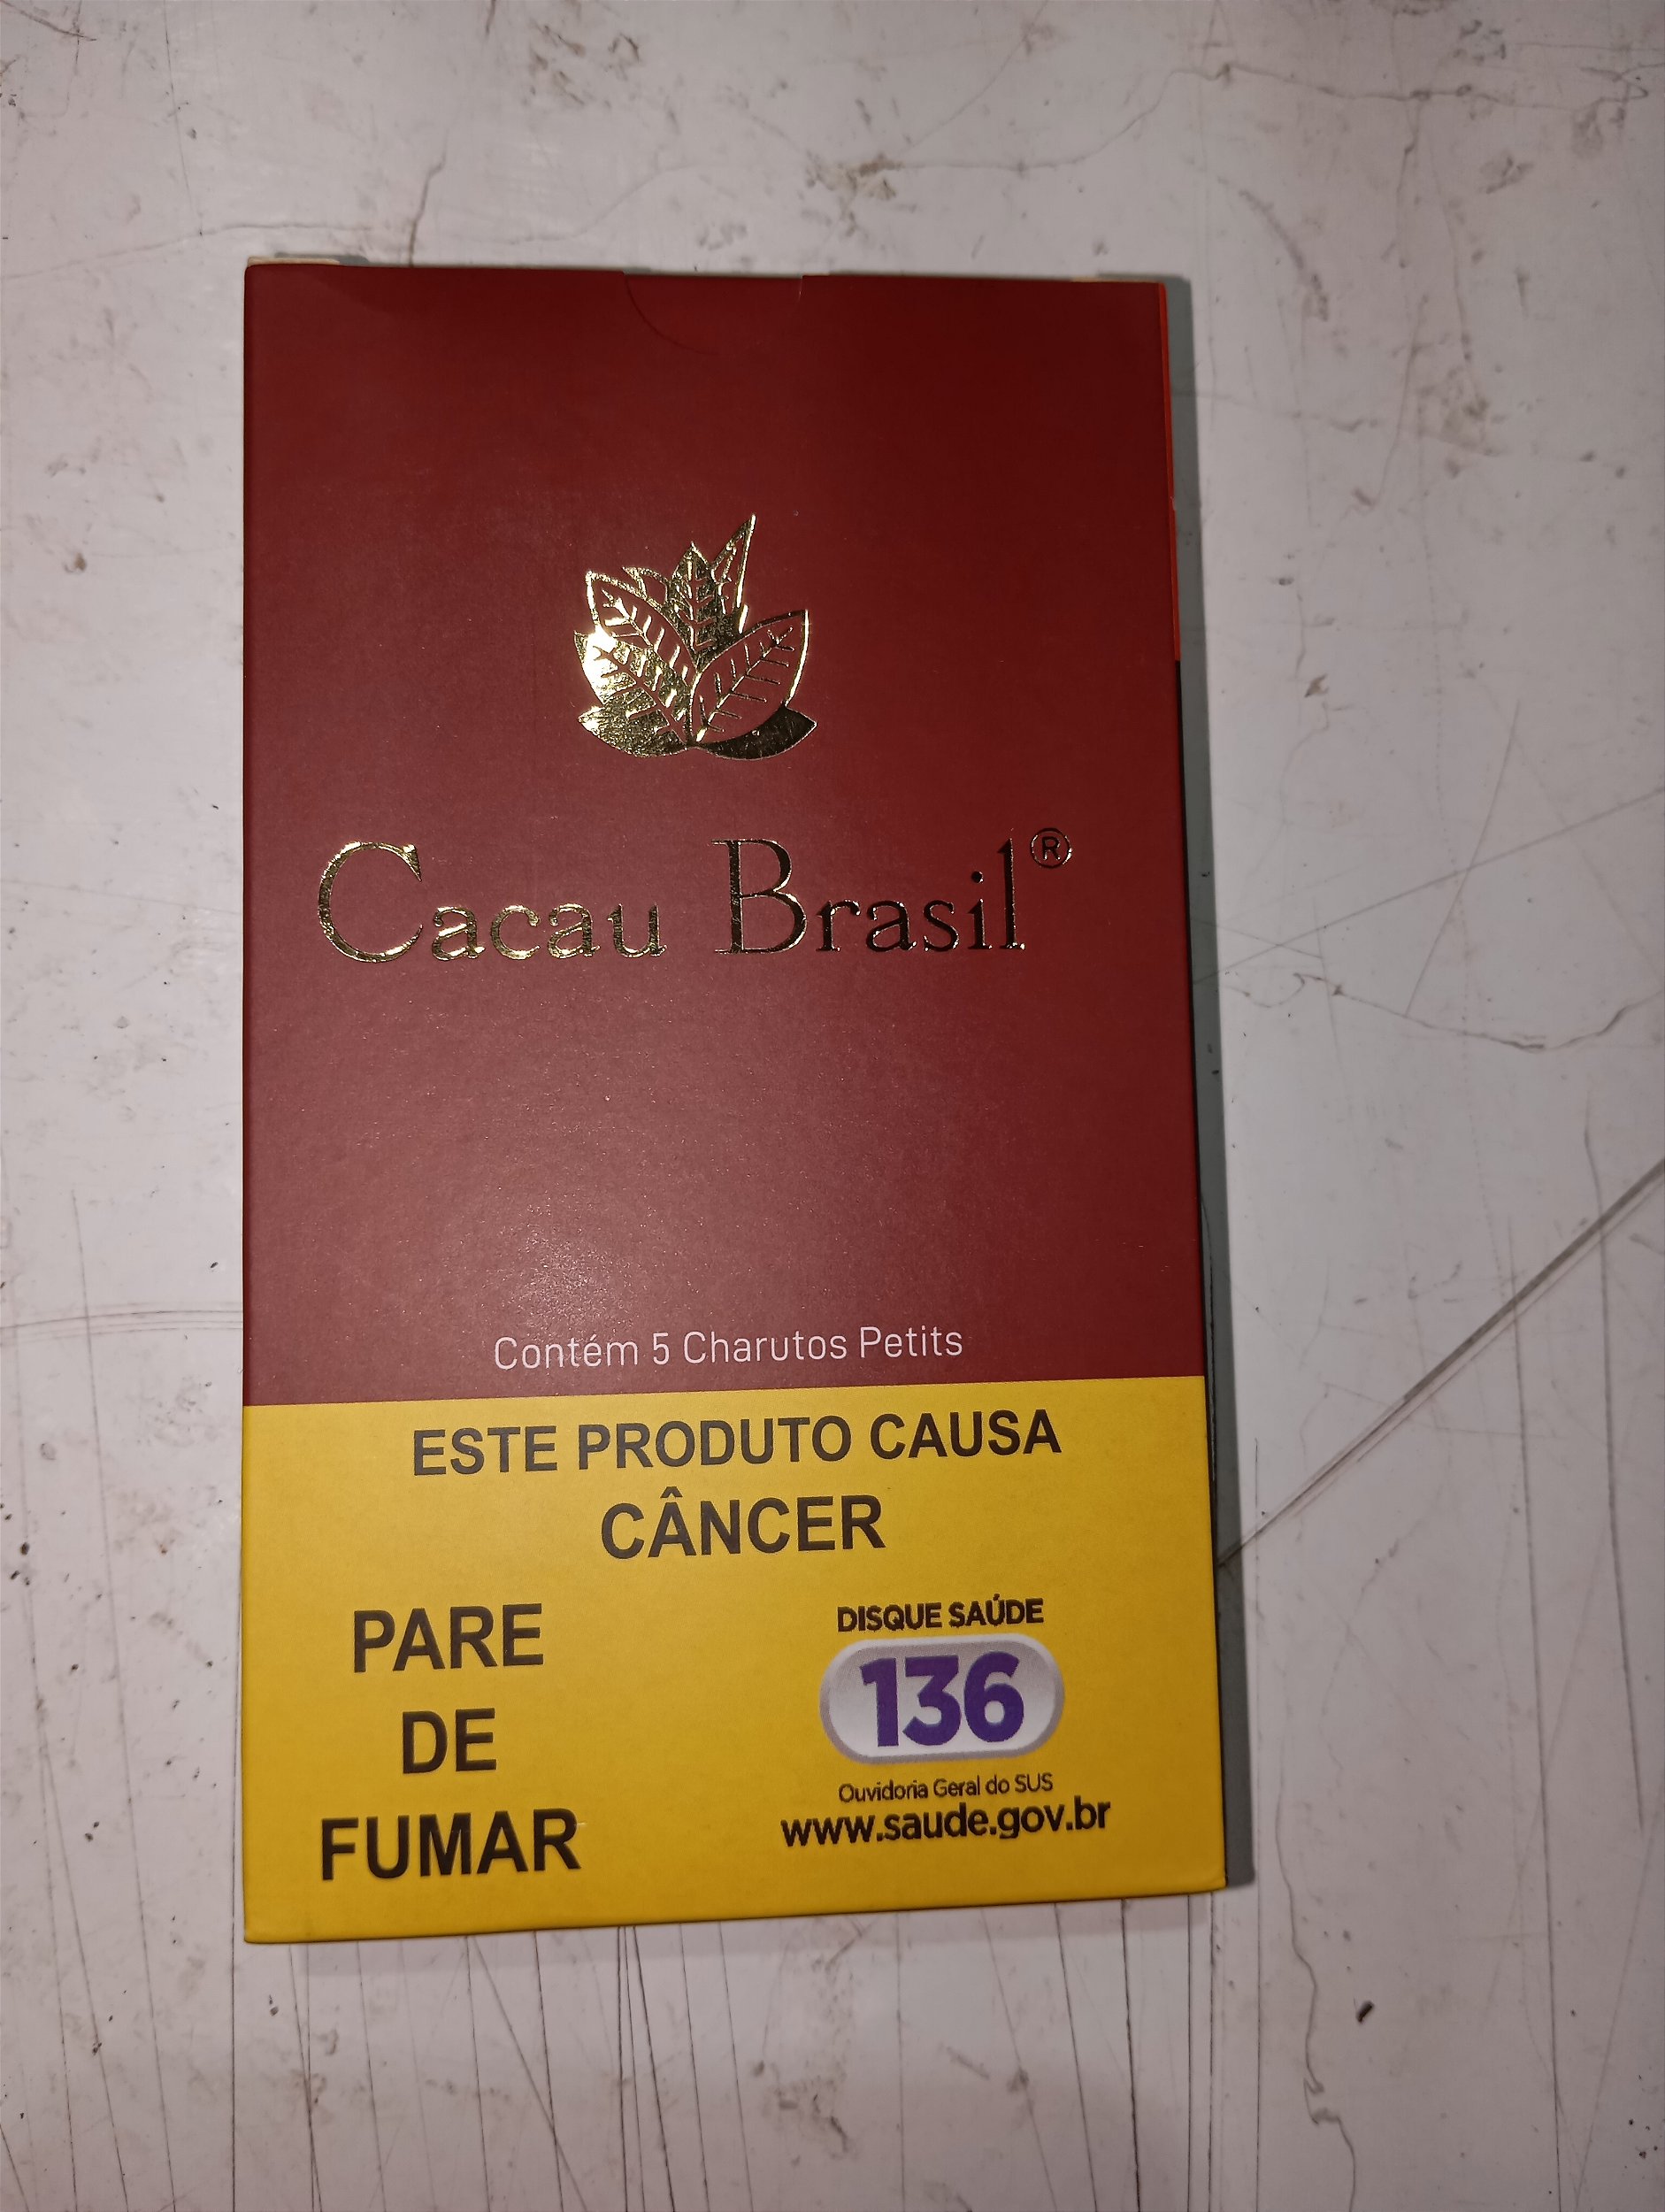 Cacau Brasil®
Contém 5 Charutos Petits
ESTE PRODUTO CAUSA
CÂNCER
PARE
DE
FUMAR
DISQUE SAÚDE
136
Ouvidoria Geral do SUS
www.saude.gov.br